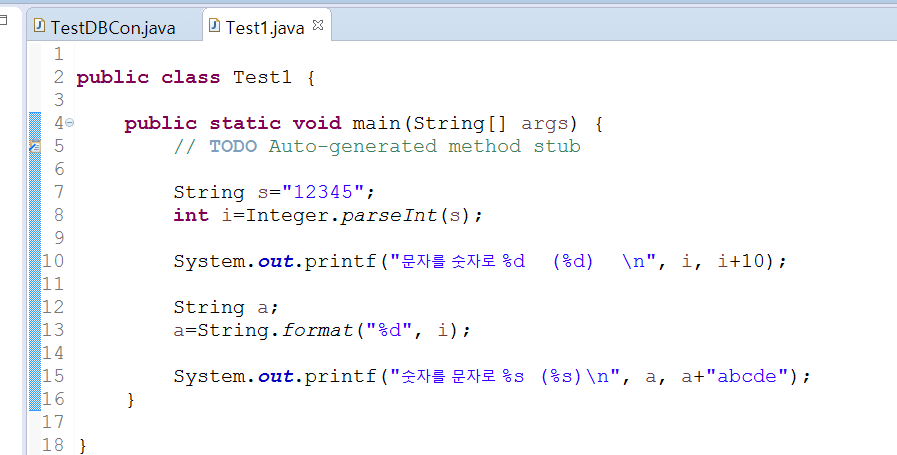 TestDBCon.java Test1.java
1
2 public class Test1 {
3
4 public static void main(String[] args) {
5 // TODO Auto-generated method stub
6
7 String s="12345";
8 int i=Integer.parseInt(s);
9
10 System.out.printf("문자를 숫자로 %d (%d) \n", i, i+10);
11
12 String a;
13 a=String.format("%d", i);
14
15 System.out.printf("숫자를 문자로 %s (%s)\n", a, a+"abcde");
16 }
17
18 }